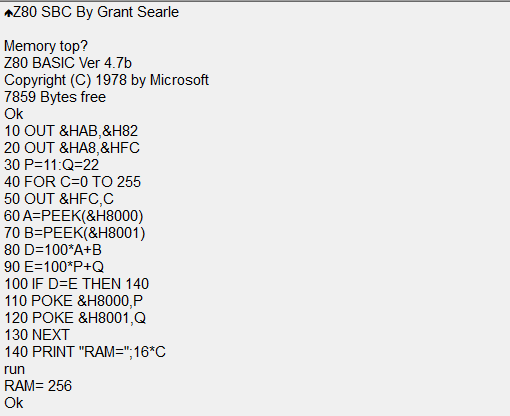 Z80 SBC By Grant Searle
Memory top?
Z80 BASIC Ver 4.7b
Copyright (C) 1978 by Microsoft
7859 Bytes free
Ok
10 OUT &HAB,&H82
20 OUT &HA8,&HFC
30 P=11:Q=22
40 FOR C=0 TO 255
50 OUT &HFC,C
60 A=PEEK(&H8000)
70 B=PEEK(&H8001)
80 D=100*A+B
90 E=100*P+Q
100 IF D=E THEN 140
110 POKE &H8000,P
120 POKE &H8001,Q
130 NEXT
140 PRINT "RAM=";16*C
run
RAM= 256
Ok